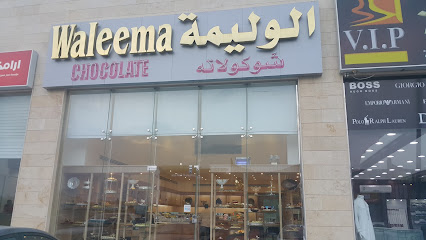 Waleema الوليمة
CHOCOLATE شوكولاته
V.I.P
BOSS
GIORGIO
EMPORIO ARMANI
POLO RALPH LAUREN
D